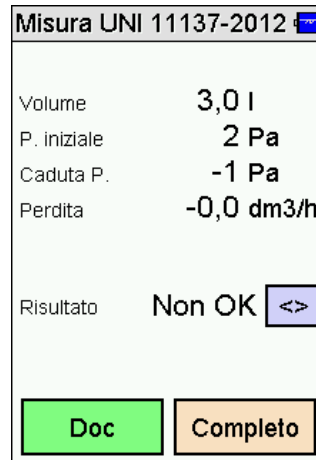 Misura UNI 11137-2012
Volume 3,0 l
P. iniziale 2 Pa
Caduta P. -1 Pa
Perdita -0,0 dm3/h
Risultato Non OK <>
Doc Completo